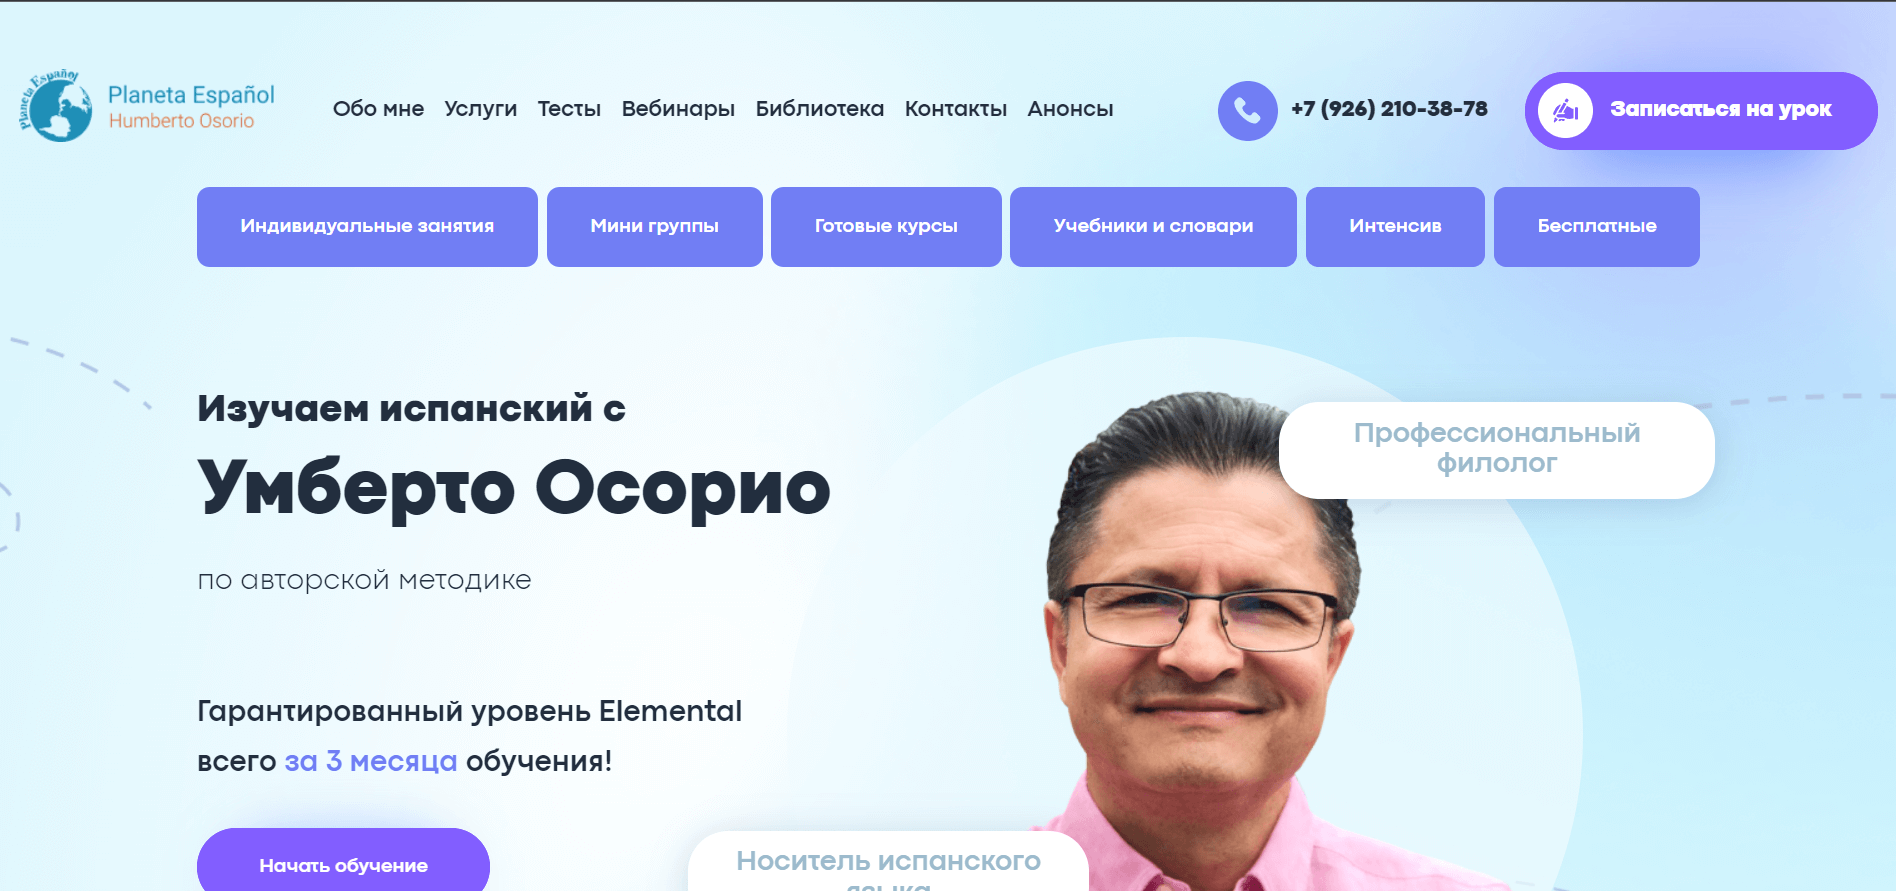 Planeta Español
Planeta Español
Humberto Osorio
Обо мне Услуги Тесты Вебинары Библиотека Контакты Анонсы
+7 (926) 210-38-78
Записаться на урок
Индивидуальные занятия
Мини группы
Готовые курсы
Учебники и словари
Интенсив
Бесплатные
Изучаем испанский с
Умберто Осорио
по авторской методике
Профессиональный
филолог
Гарантированный уровень Elemental
всего за 3 месяца обучения!
Начать обучение
Носитель испанского
языка